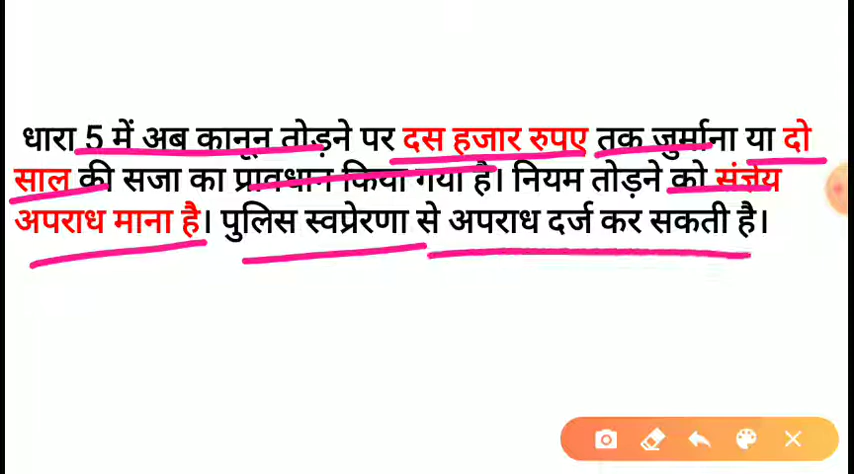 धारा 5 में अब कानून तोड़ने पर दस हजार रुपए तक जुर्माना या दो
साल की सजा का प्रावधान किया गया है। नियम तोड़ने को संज्ञेय
अपराध माना है। पुलिस स्वप्रेरणा से अपराध दर्ज कर सकती है।